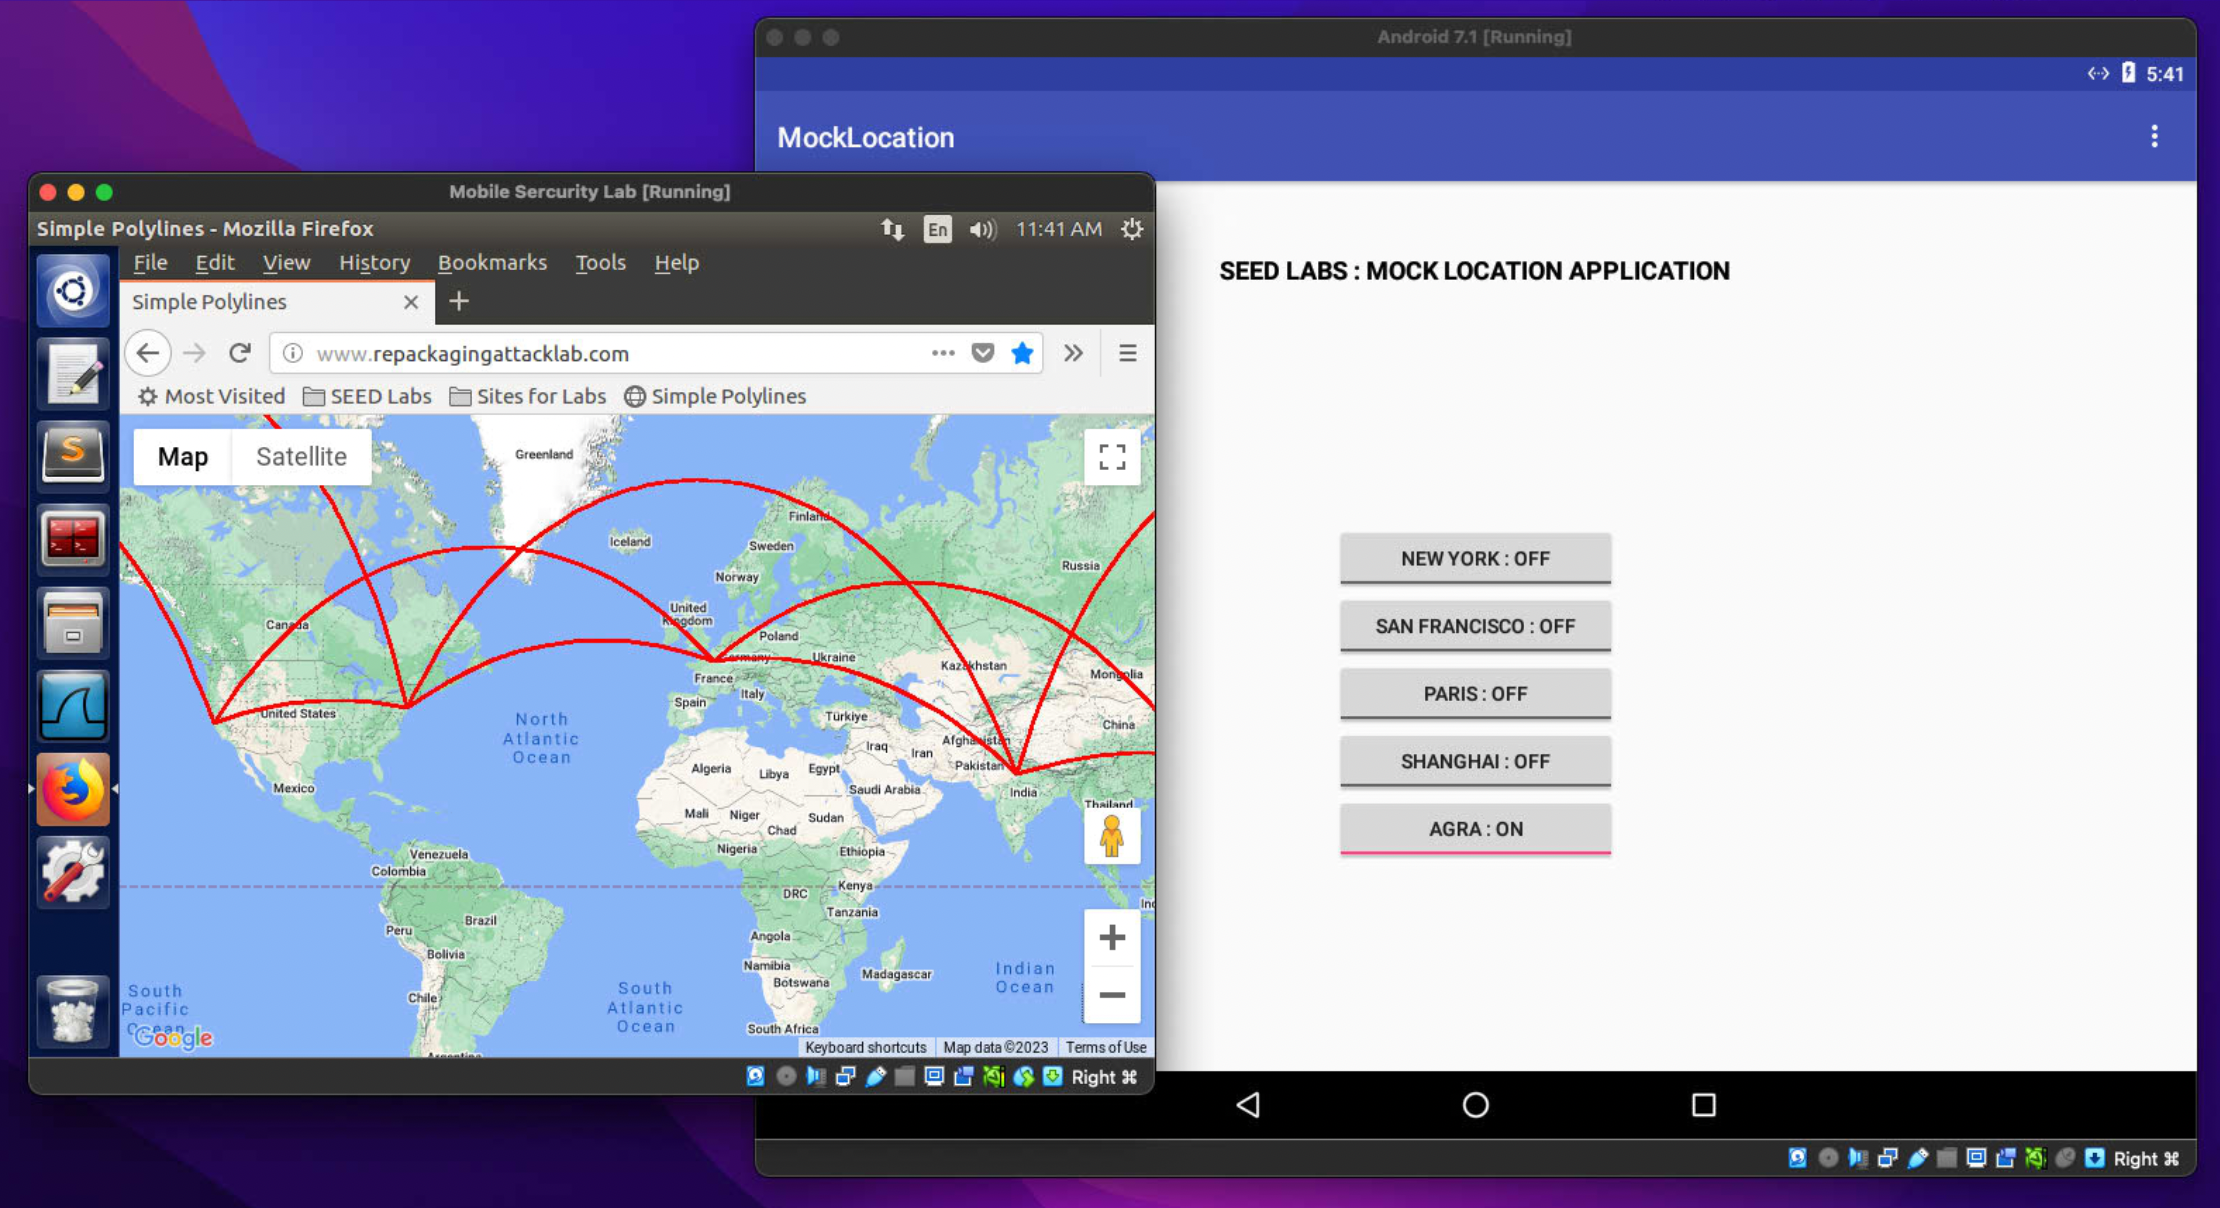 Android 7.1 [Running]
5:41
MockLocation
SEED LABS : MOCK LOCATION APPLICATION
NEW YORK : OFF
SAN FRANCISCO : OFF
PARIS : OFF
SHANGHAI : OFF
AGRA : ON
Right ⌘
Mobile Sercurity Lab [Running]
Simple Polylines - Mozilla Firefox
En
11:41 AM
File Edit View History Bookmarks Tools Help
Simple Polylines
www.repackagingattacklab.com
Most Visited SEED Labs Sites for Labs Simple Polylines
Map Satellite
Greenland
Finland
Iceland
Sweden
Russia
Norway
United
Kingdom
Canada
Poland
Germany
Ukraine
Kazakhstan
France
Mongolia
Italy
Spain
United States
Türkiye
North
Atlantic
Ocean
China
Iraq
Iran
Afghanistan
Pakistan
Algeria
Libya
Egypt
Saudi Arabia
India
Mexico
Thailand
Mali
Niger
Sudan
Chad
Nigeria
Ethiopia
Venezuela
Colombia
Kenya
DRC
Tanzania
Brazil
Peru
Angola
Bolivia
Namibia
Botswana
Madagascar
Indian
Ocean
South
Pacific
Ocean
Chile
South
Atlantic
Ocean
South Africa
Google
Argentina
Keyboard shortcuts Map data ©2023 Terms of Use
Right ⌘